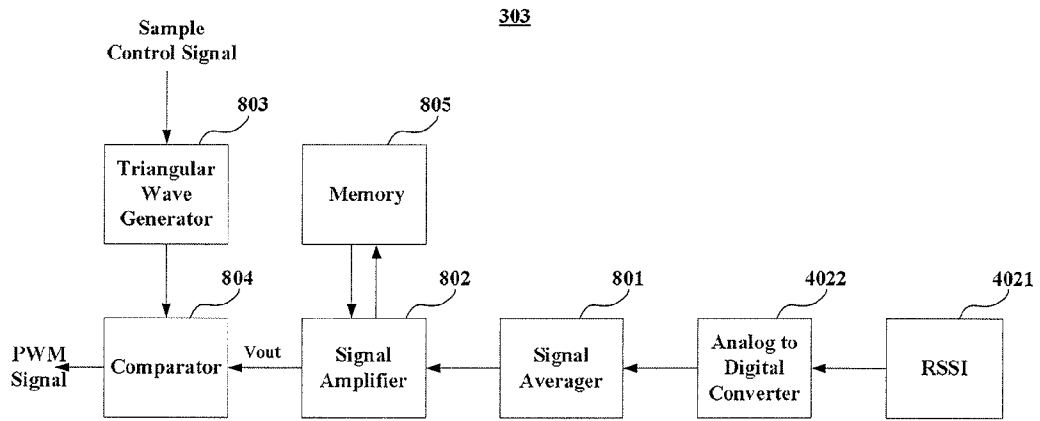 303
Sample
Control Signal
803
805
Triangular
Wave
Generator
Memory
804
802
801
4022
4021
PWM
Signal
Comparator
Vout
Signal
Amplifier
Signal
Averager
Analog to
Digital
Converter
RSSI